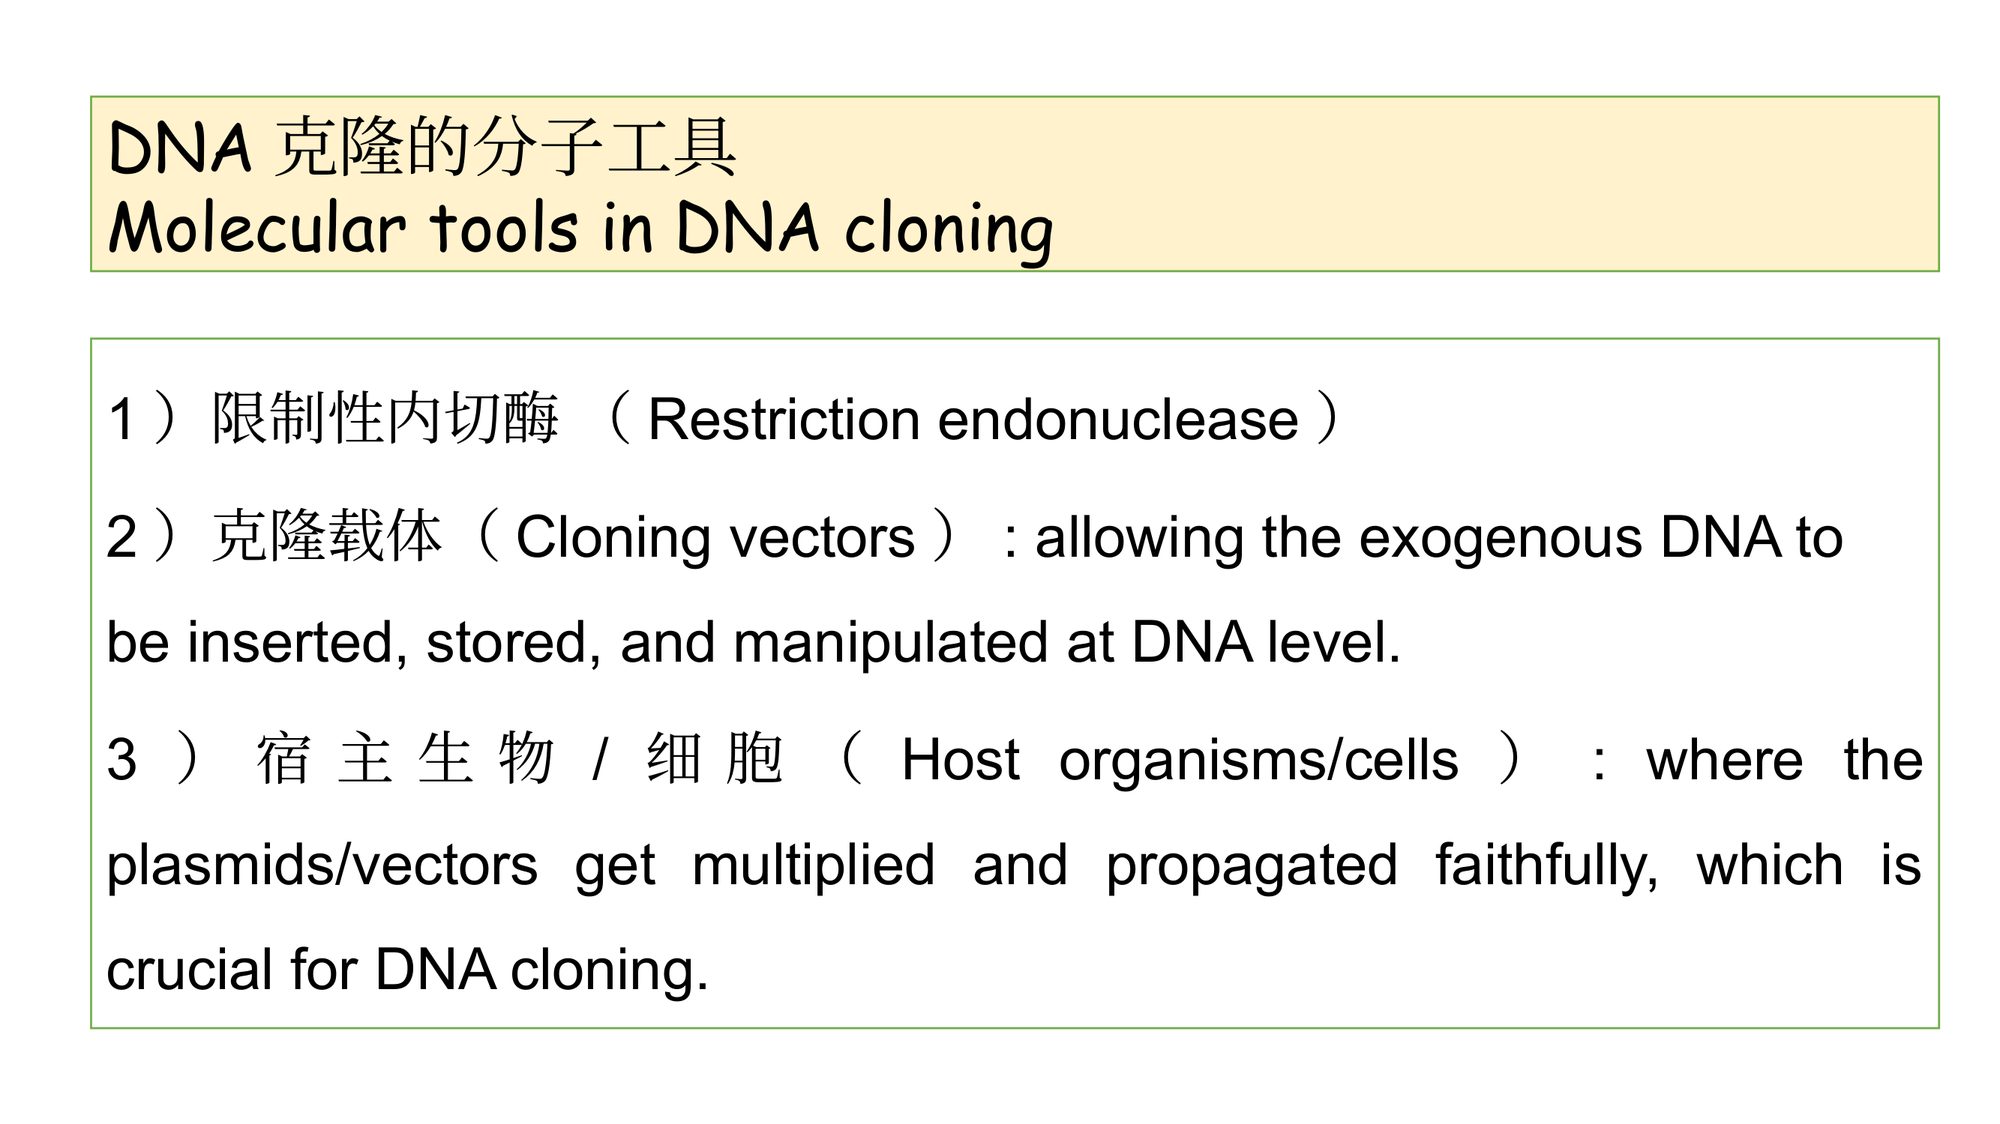 DNA 克隆的分子工具
Molecular tools in DNA cloning
1）限制性内切酶 （Restriction endonuclease）
2）克隆载体（Cloning vectors） : allowing the exogenous DNA to
be inserted, stored, and manipulated at DNA level.
3 ） 宿主生物 / 细胞（ Host organisms/cells ） : where the
plasmids/vectors get multiplied and propagated faithfully, which is
crucial for DNA cloning.